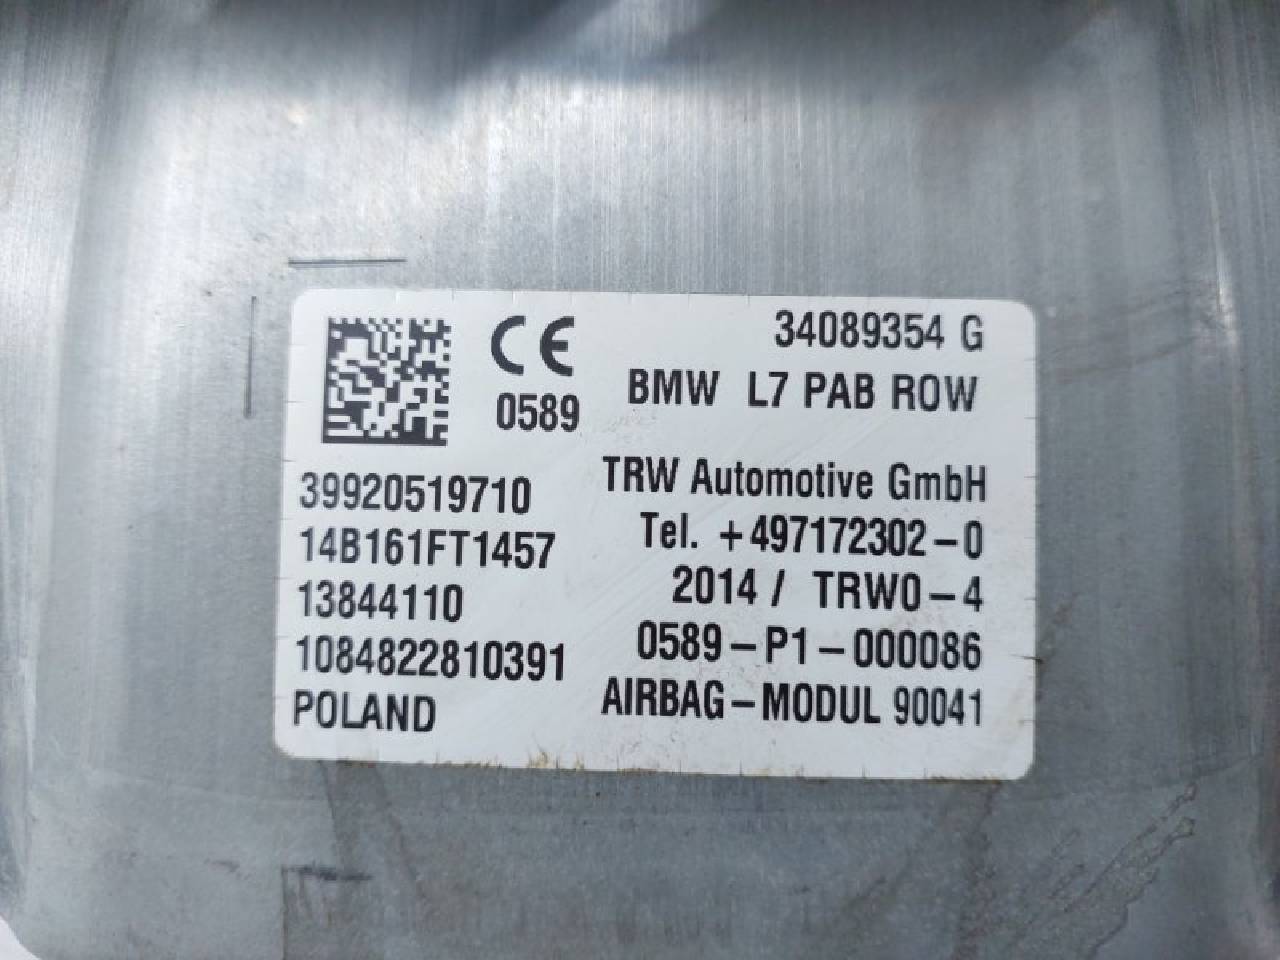 CE
0589
34089354 G
BMW L7 PAB ROW
39920519710
14B161FT1457
13844110
1084822810391
POLAND
TRW Automotive GmbH
Tel. +497172302-0
2014 / TRW0-4
0589-P1-000086
AIRBAG-MODUL 90041